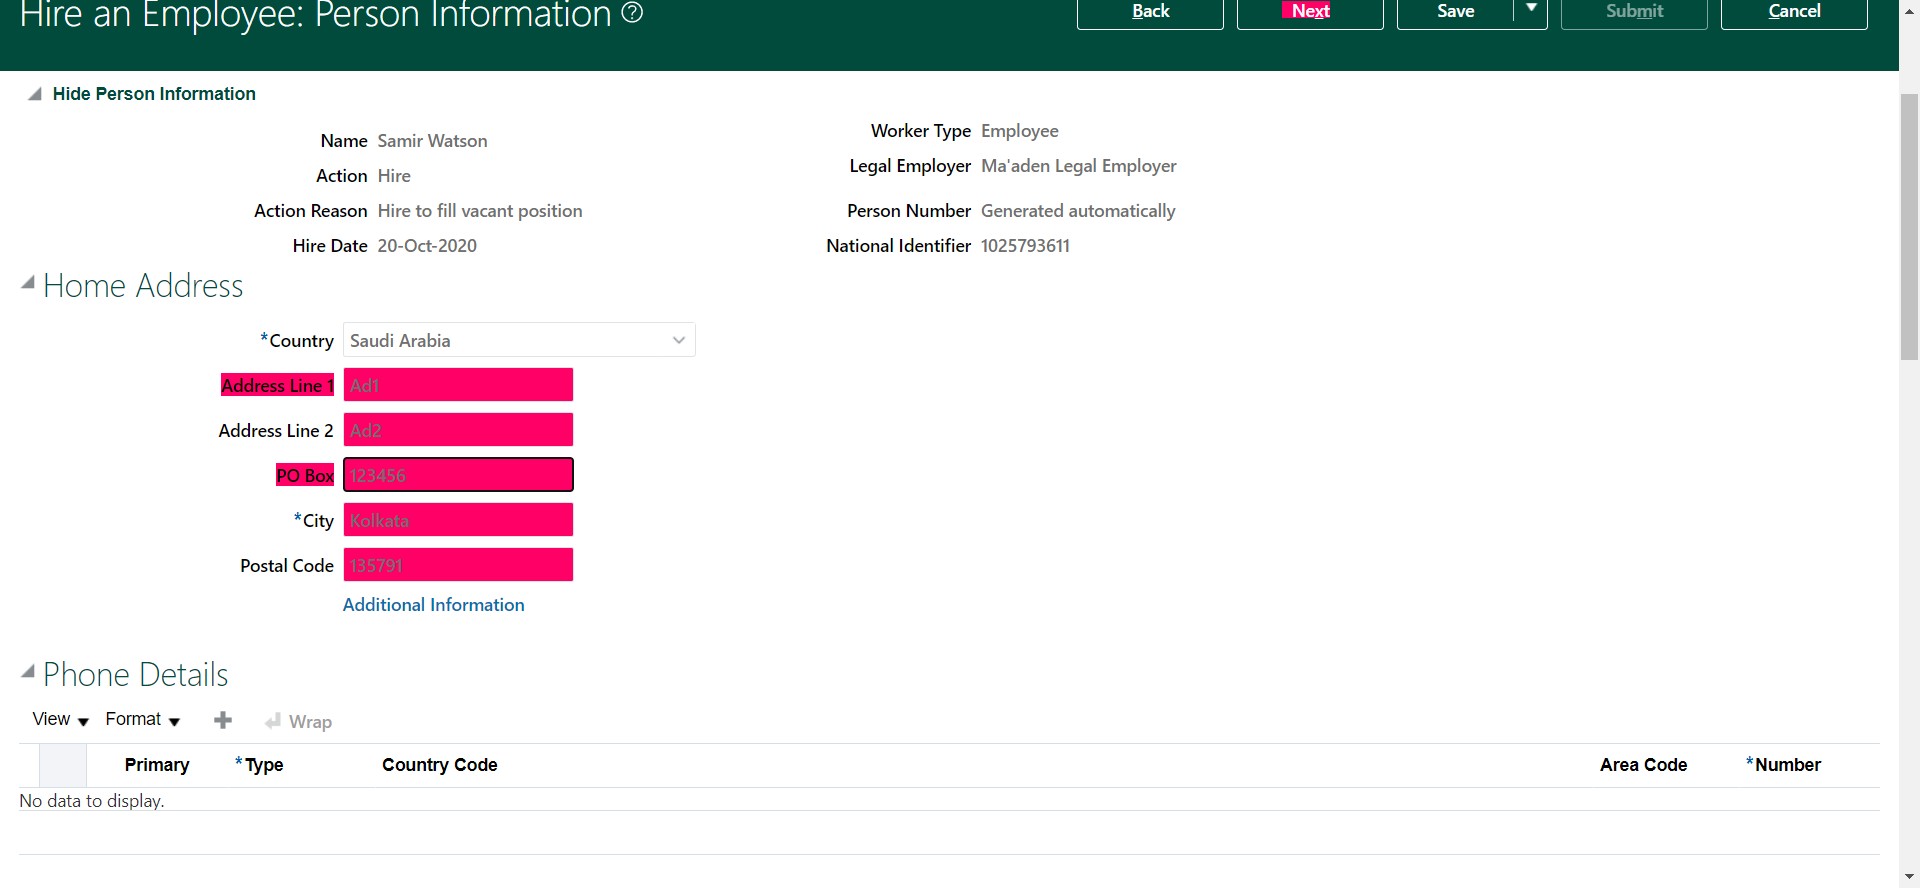 Hire an Employee: Person Information ?
Back
Next
Save
Submit
Cancel
Hide Person Information
Name Samir Watson
Action Hire
Action Reason Hire to fill vacant position
Hire Date 20-Oct-2020
Worker Type Employee
Legal Employer Ma'aden Legal Employer
Person Number Generated automatically
National Identifier 1025793611
Home Address
*Country Saudi Arabia
Address Line 1 Ad1
Address Line 2 Ad2
PO Box 123456
*City Kolkata
Postal Code 135791
Additional Information
Phone Details
View Format Wrap
Primary *Type Country Code Area Code *Number
No data to display.